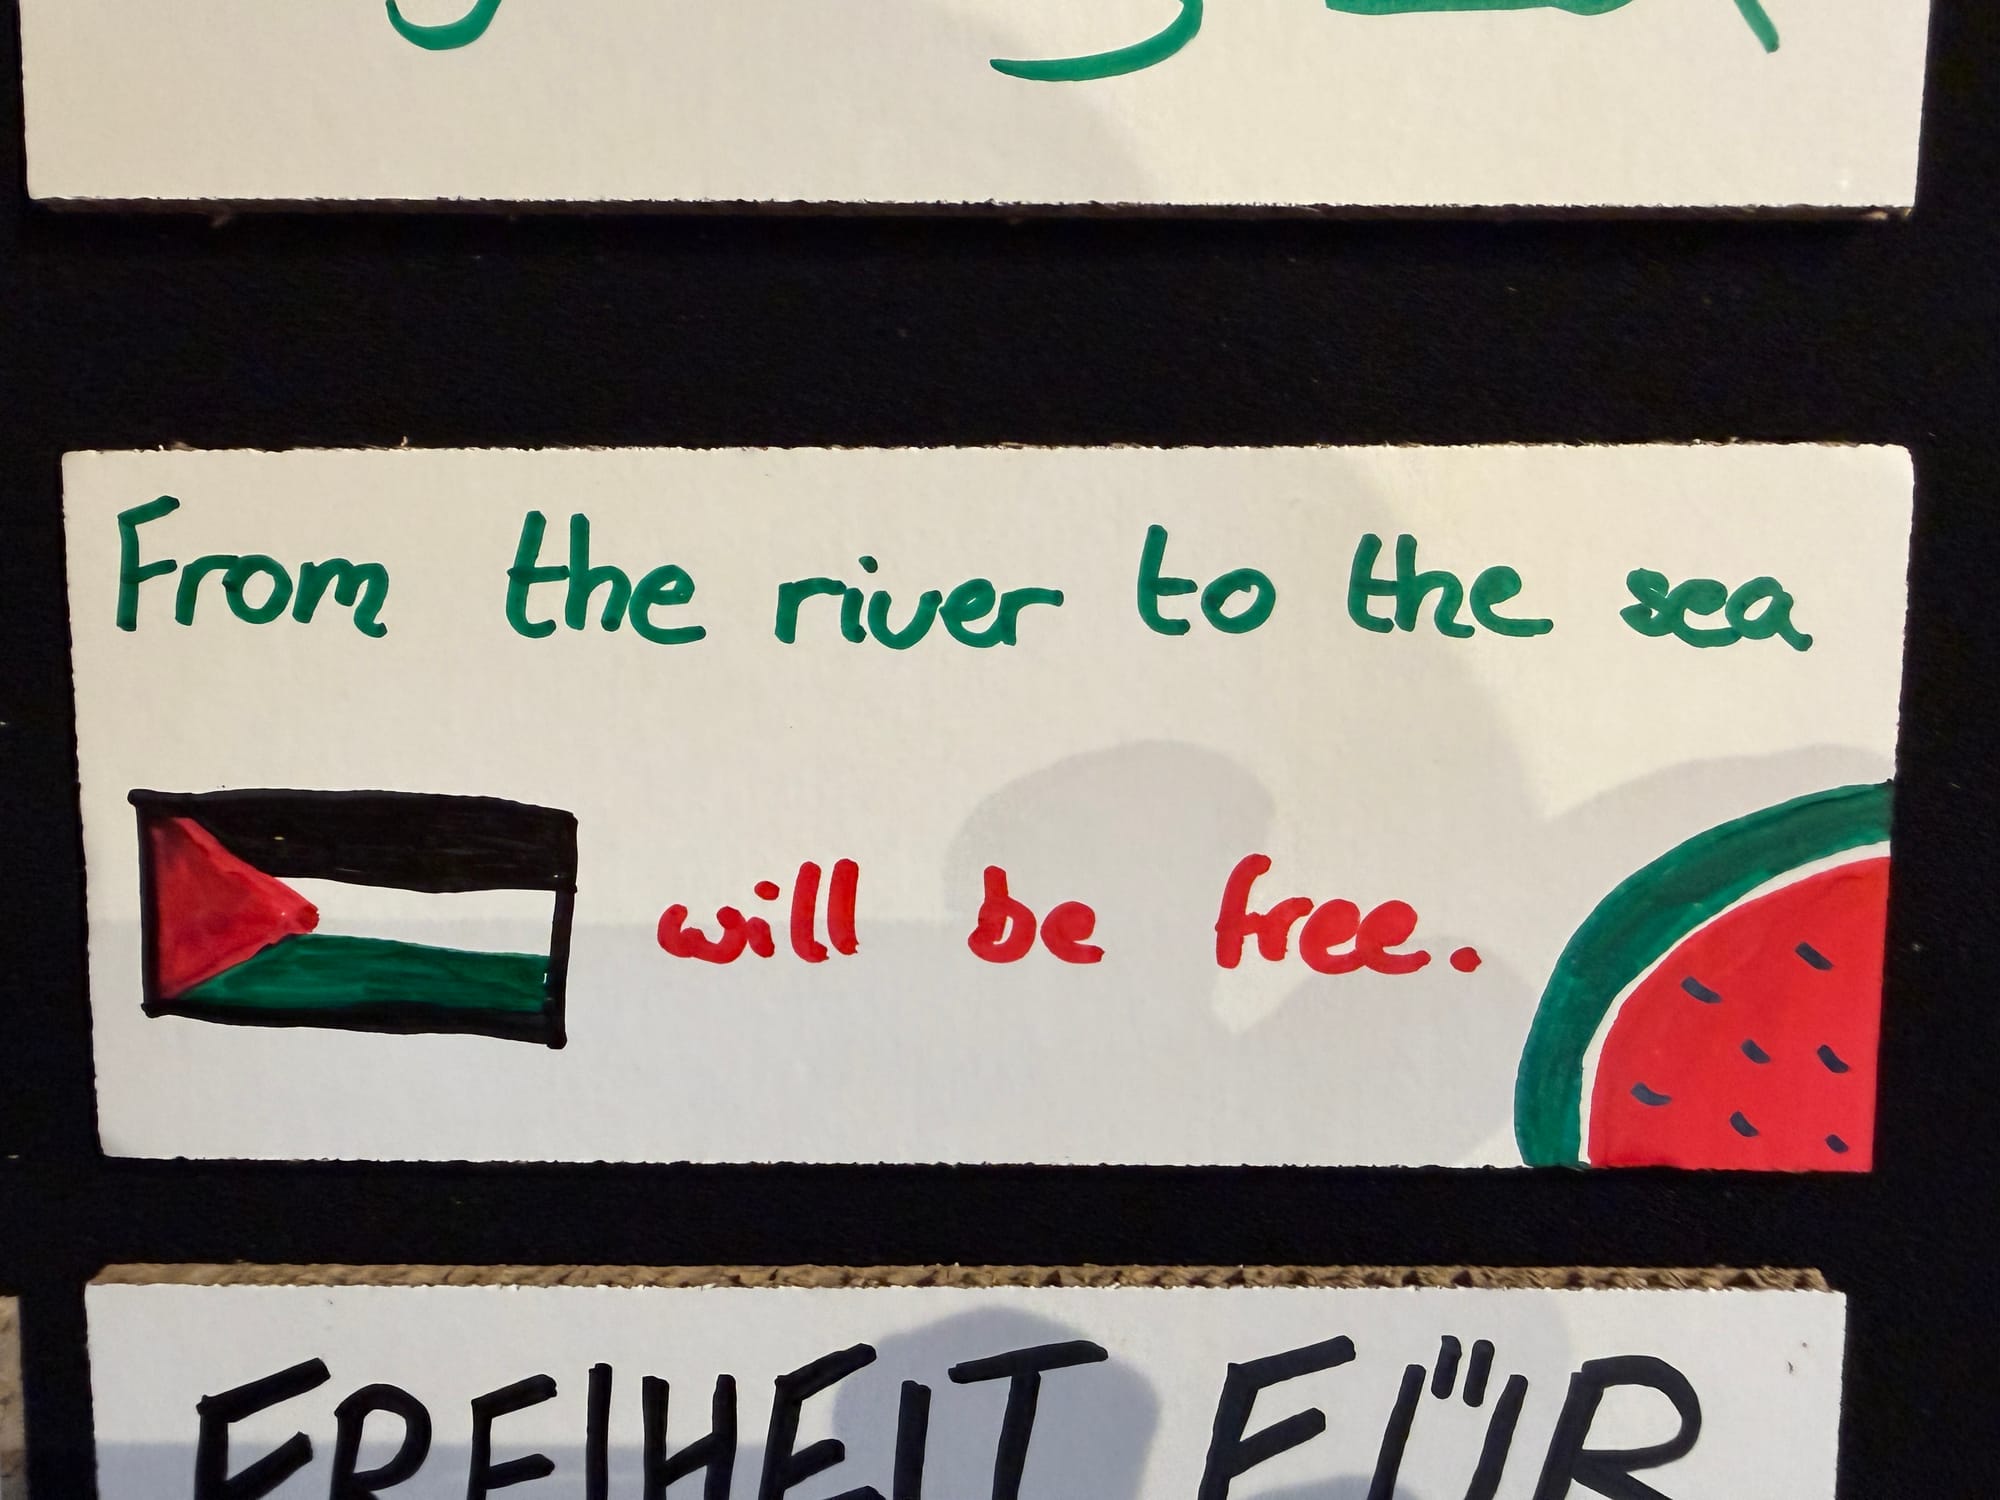 From the river to the sea
will be free.
FREIHEIT FÜR